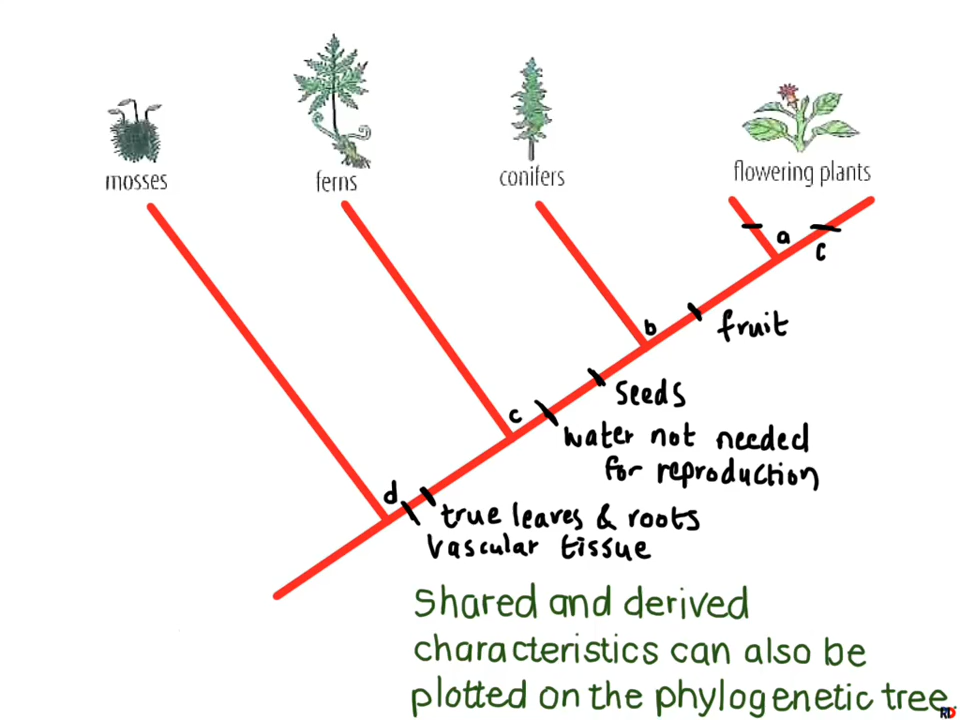 mosses
ferns
conifers
flowering plants
a
c
b
fruit
seeds
c
water not needed
for reproduction
d
true leaves & roots
vascular tissue
Shared and derived
characteristics can also be
plotted on the phylogenetic tree.
RD